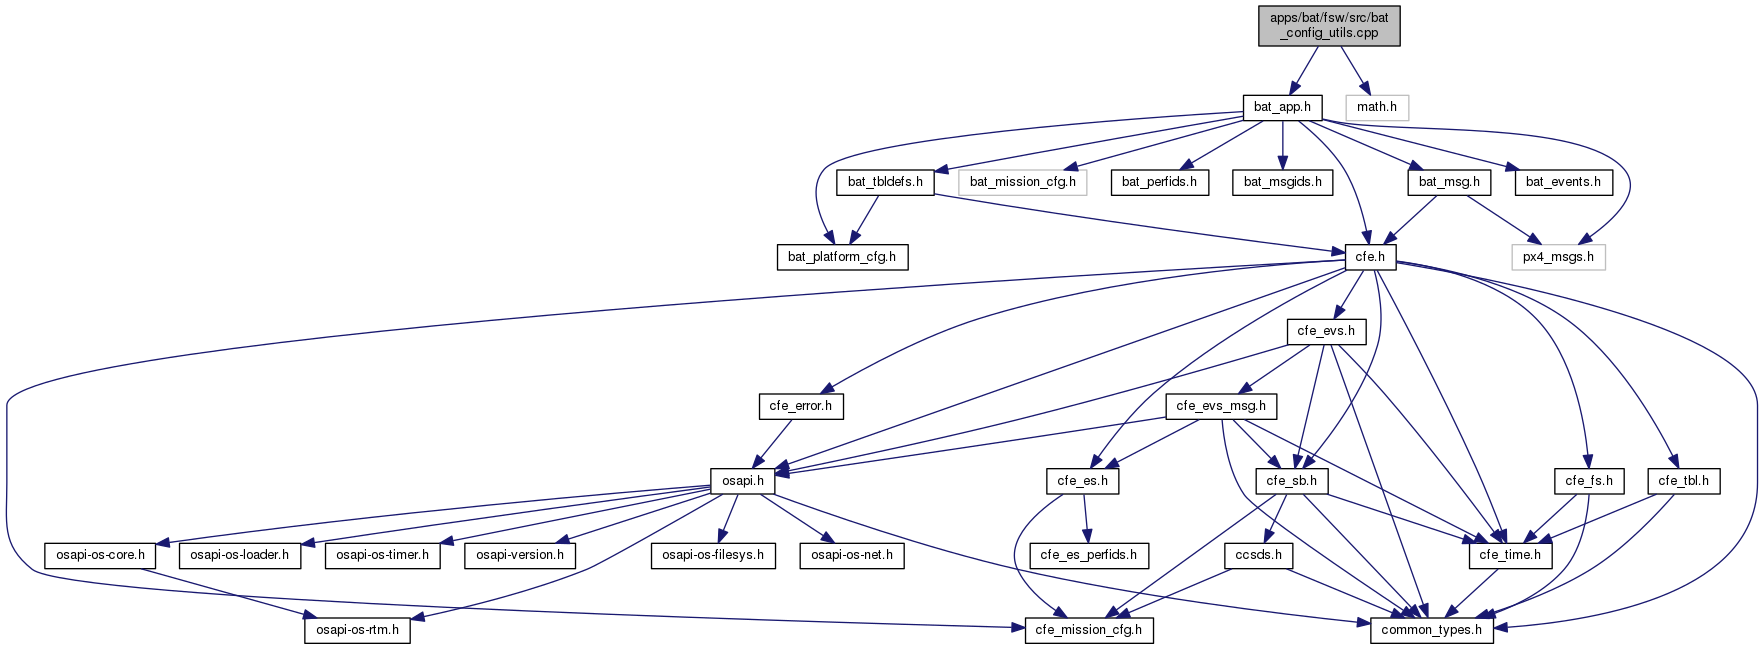 apps/bat/fsw/src/bat
_config_utils.cpp
bat_app.h
math.h
bat_tbldefs.h
bat_mission_cfg.h
bat_perfids.h
bat_msgids.h
bat_msg.h
bat_events.h
bat_platform_cfg.h
cfe.h
px4_msgs.h
cfe_evs.h
cfe_error.h
cfe_evs_msg.h
osapi.h
cfe_es.h
cfe_sb.h
cfe_fs.h
cfe_tbl.h
osapi-os-core.h
osapi-os-loader.h
osapi-os-timer.h
osapi-version.h
osapi-os-filesys.h
osapi-os-net.h
cfe_es_perfids.h
ccsds.h
cfe_time.h
osapi-os-rtm.h
cfe_mission_cfg.h
common_types.h